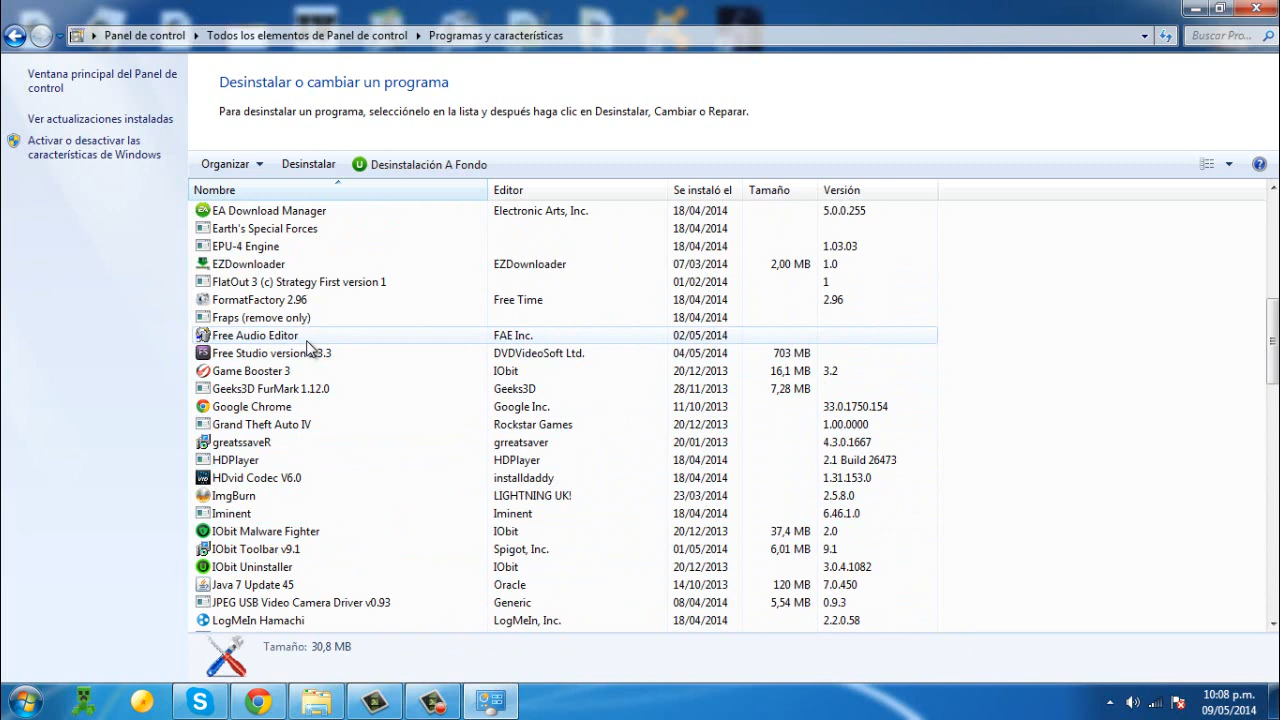 Panel de control Todos los elementos de Panel de control Programas y características Buscar Pro...
Ventana principal del Panel de
control
Ver actualizaciones instaladas
Activar o desactivar las
características de Windows
Desinstalar o cambiar un programa
Para desinstalar un programa, selecciónelo en la lista y después haga clic en Desinstalar, Cambiar o Reparar.
Organizar Desinstalar U Desinstalación A Fondo
Nombre Editor Se instaló el Tamaño Versión
EA Download Manager Electronic Arts, Inc. 18/04/2014 5.0.0.255
Earth's Special Forces 18/04/2014
EPU-4 Engine 18/04/2014 1.03.03
EZDownloader EZDownloader 07/03/2014 2,00 MB 1.0
FlatOut 3 (c) Strategy First version 1 01/02/2014 1
FormatFactory 2.96 Free Time 18/04/2014 2.96
Fraps (remove only) 18/04/2014
Free Audio Editor FAE Inc. 02/05/2014
Free Studio version 3.3 DVDVideoSoft Ltd. 04/05/2014 703 MB
Game Booster 3 IObit 20/12/2013 16,1 MB 3.2
Geeks3D FurMark 1.12.0 Geeks3D 28/11/2013 7,28 MB
Google Chrome Google Inc. 11/10/2013 33.0.1750.154
Grand Theft Auto IV Rockstar Games 20/12/2013 1.00.0000
greatssaveR grreatsaver 20/01/2013 4.3.0.1667
HDPlayer HDPlayer 18/04/2014 2.1 Build 26473
HDvid Codec V6.0 installdaddy 18/04/2014 1.31.153.0
ImgBurn LIGHTNING UK! 23/03/2014 2.5.8.0
Iminent Iminent 18/04/2014 6.46.1.0
IObit Malware Fighter IObit 20/12/2013 37,4 MB 2.0
IObit Toolbar v9.1 Spigot, Inc. 01/05/2014 6,01 MB 9.1
IObit Uninstaller IObit 20/12/2013 3.0.4.1082
Java 7 Update 45 Oracle 14/10/2013 120 MB 7.0.450
JPEG USB Video Camera Driver v0.93 Generic 08/04/2014 5,54 MB 0.9.3
LogMeIn Hamachi LogMeIn, Inc. 18/04/2014 2.2.0.58
Tamaño: 30,8 MB
10:08 p.m.
09/05/2014